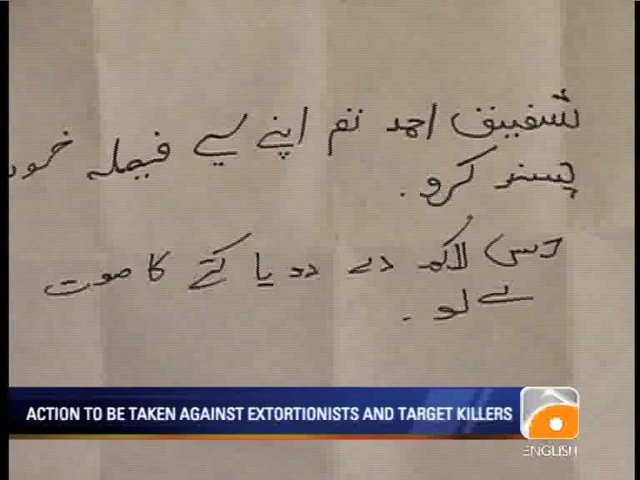 شفیق احمد تم اپنے لیے فیصلہ خود
پسند کرو .
دس لاکھ دے دو یا کتے کا موت
لے لو .
ACTION TO BE TAKEN AGAINST EXTORTIONISTS AND TARGET KILLERS
ENGLISH